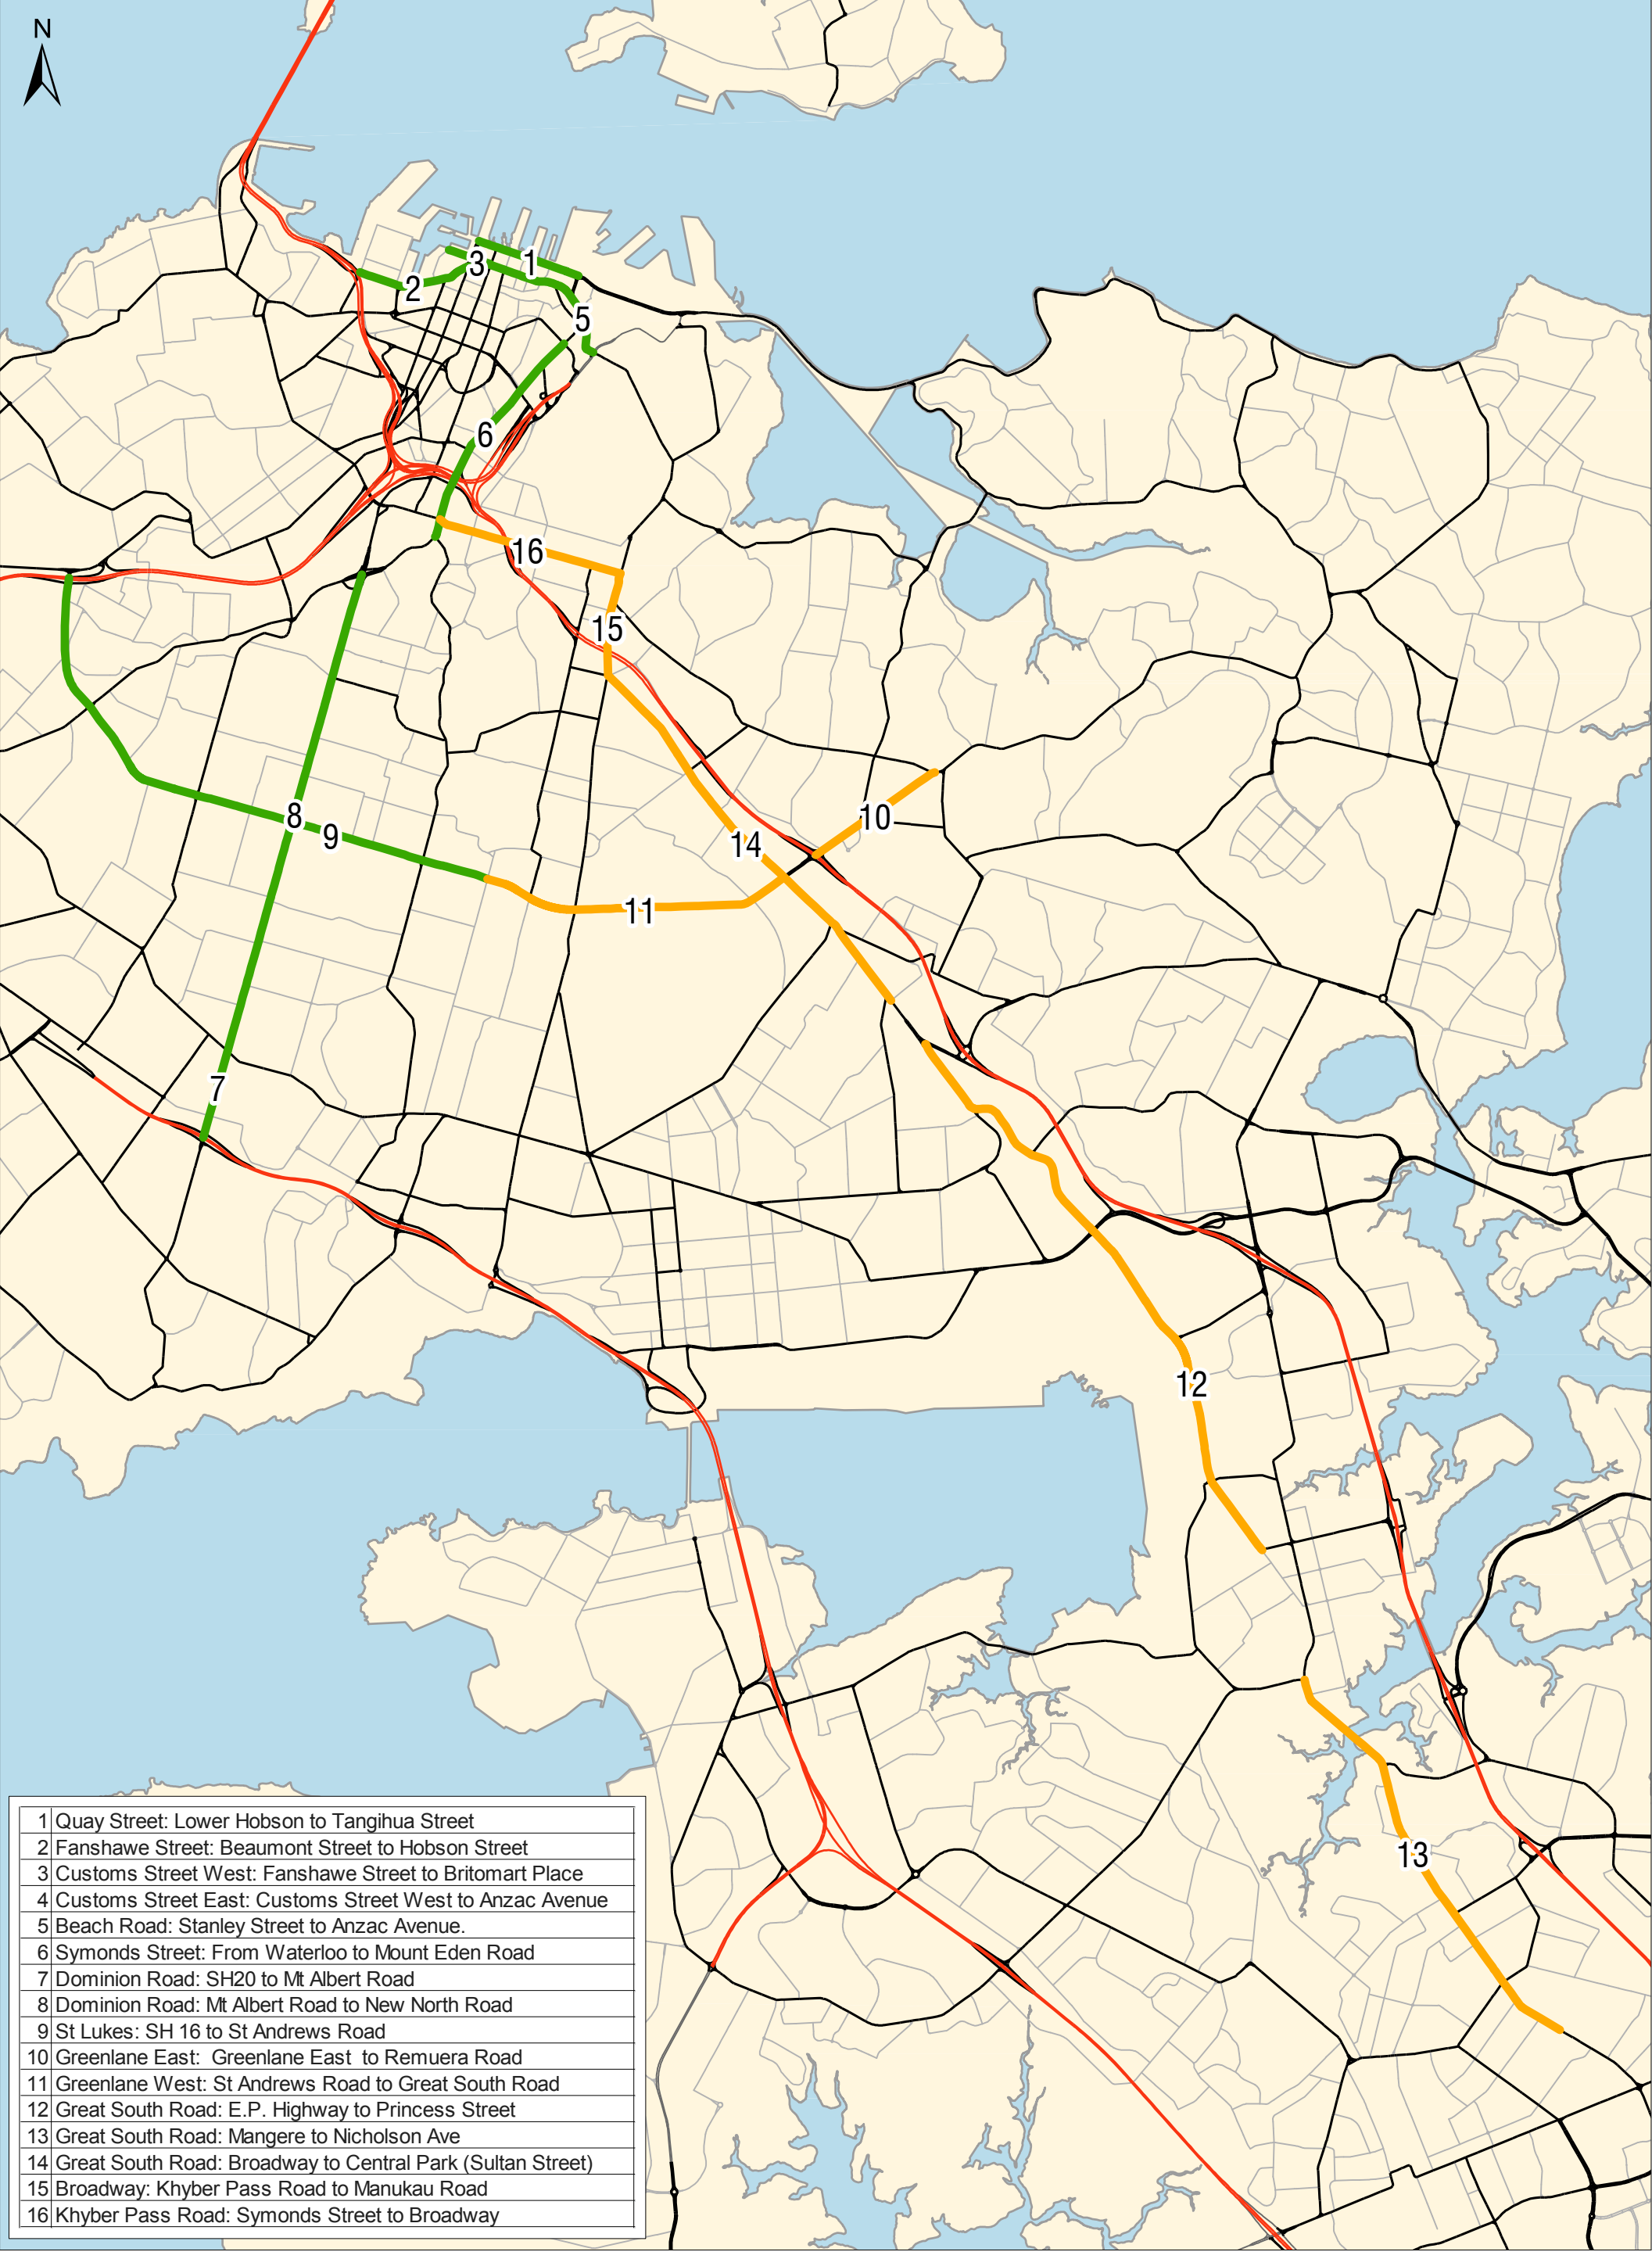 N
1
3
2
5
6
16
15
8
9
10
14
11
7
12
13
1 Quay Street: Lower Hobson to Tangihua Street
2 Fanshawe Street: Beaumont Street to Hobson Street
3 Customs Street West: Fanshawe Street to Britomart Place
4 Customs Street East: Customs Street West to Anzac Avenue
5 Beach Road: Stanley Street to Anzac Avenue.
6 Symonds Street: From Waterloo to Mount Eden Road
7 Dominion Road: SH20 to Mt Albert Road
8 Dominion Road: Mt Albert Road to New North Road
9 St Lukes: SH 16 to St Andrews Road
10 Greenlane East: Greenlane East to Remuera Road
11 Greenlane West: St Andrews Road to Great South Road
12 Great South Road: E.P. Highway to Princess Street
13 Great South Road: Mangere to Nicholson Ave
14 Great South Road: Broadway to Central Park (Sultan Street)
15 Broadway: Khyber Pass Road to Manukau Road
16 Khyber Pass Road: Symonds Street to Broadway